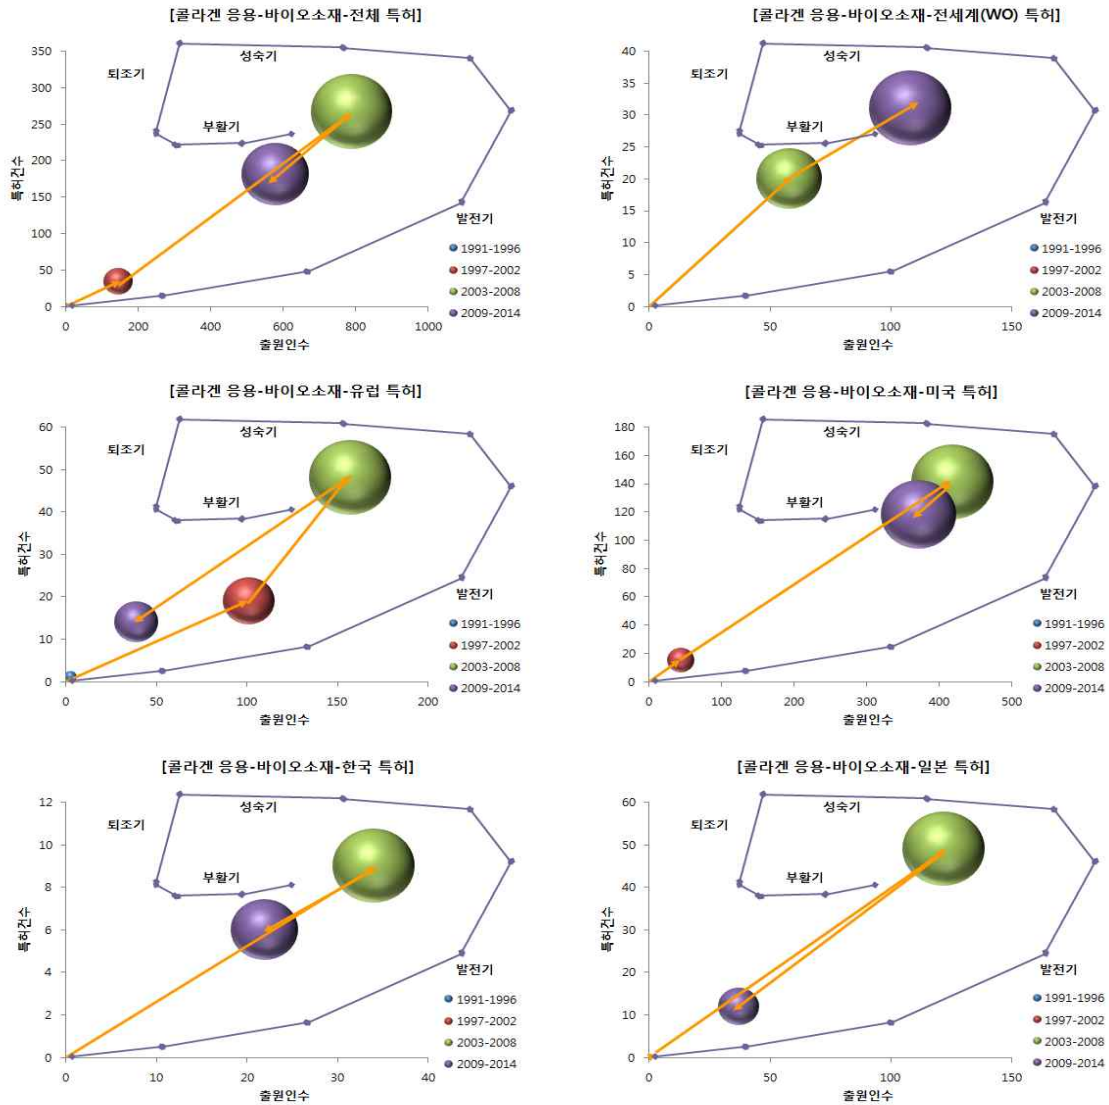 [콜라겐 응용-바이오소재-전체 특허]
350
300
250
200
150
100
50
0
특허건수
퇴조기
성숙기
부활기
발전기
1991-1996
1997-2002
2003-2008
2009-2014
0 200 400 600 800 1000
출원인수
[콜라겐 응용-바이오소재-전세계(WO) 특허]
40
35
30
25
20
15
10
5
0
특허건수
퇴조기
성숙기
부활기
발전기
1991-1996
1997-2002
2003-2008
2009-2014
0 50 100 150
출원인수
[콜라겐 응용-바이오소재-유럽 특허]
60
50
40
30
20
10
0
특허건수
퇴조기
성숙기
부활기
발전기
1991-1996
1997-2002
2003-2008
2009-2014
0 50 100 150 200
출원인수
[콜라겐 응용-바이오소재-미국 특허]
180
160
140
120
100
80
60
40
20
0
특허건수
퇴조기
성숙기
부활기
발전기
1991-1996
1997-2002
2003-2008
2009-2014
0 100 200 300 400 500
출원인수
[콜라겐 응용-바이오소재-한국 특허]
12
10
8
6
4
2
0
특허건수
퇴조기
성숙기
부활기
발전기
1991-1996
1997-2002
2003-2008
2009-2014
0 10 20 30 40
출원인수
[콜라겐 응용-바이오소재-일본 특허]
60
50
40
30
20
10
0
특허건수
퇴조기
성숙기
부활기
발전기
1991-1996
1997-2002
2003-2008
2009-2014
0 50 100 150
출원인수